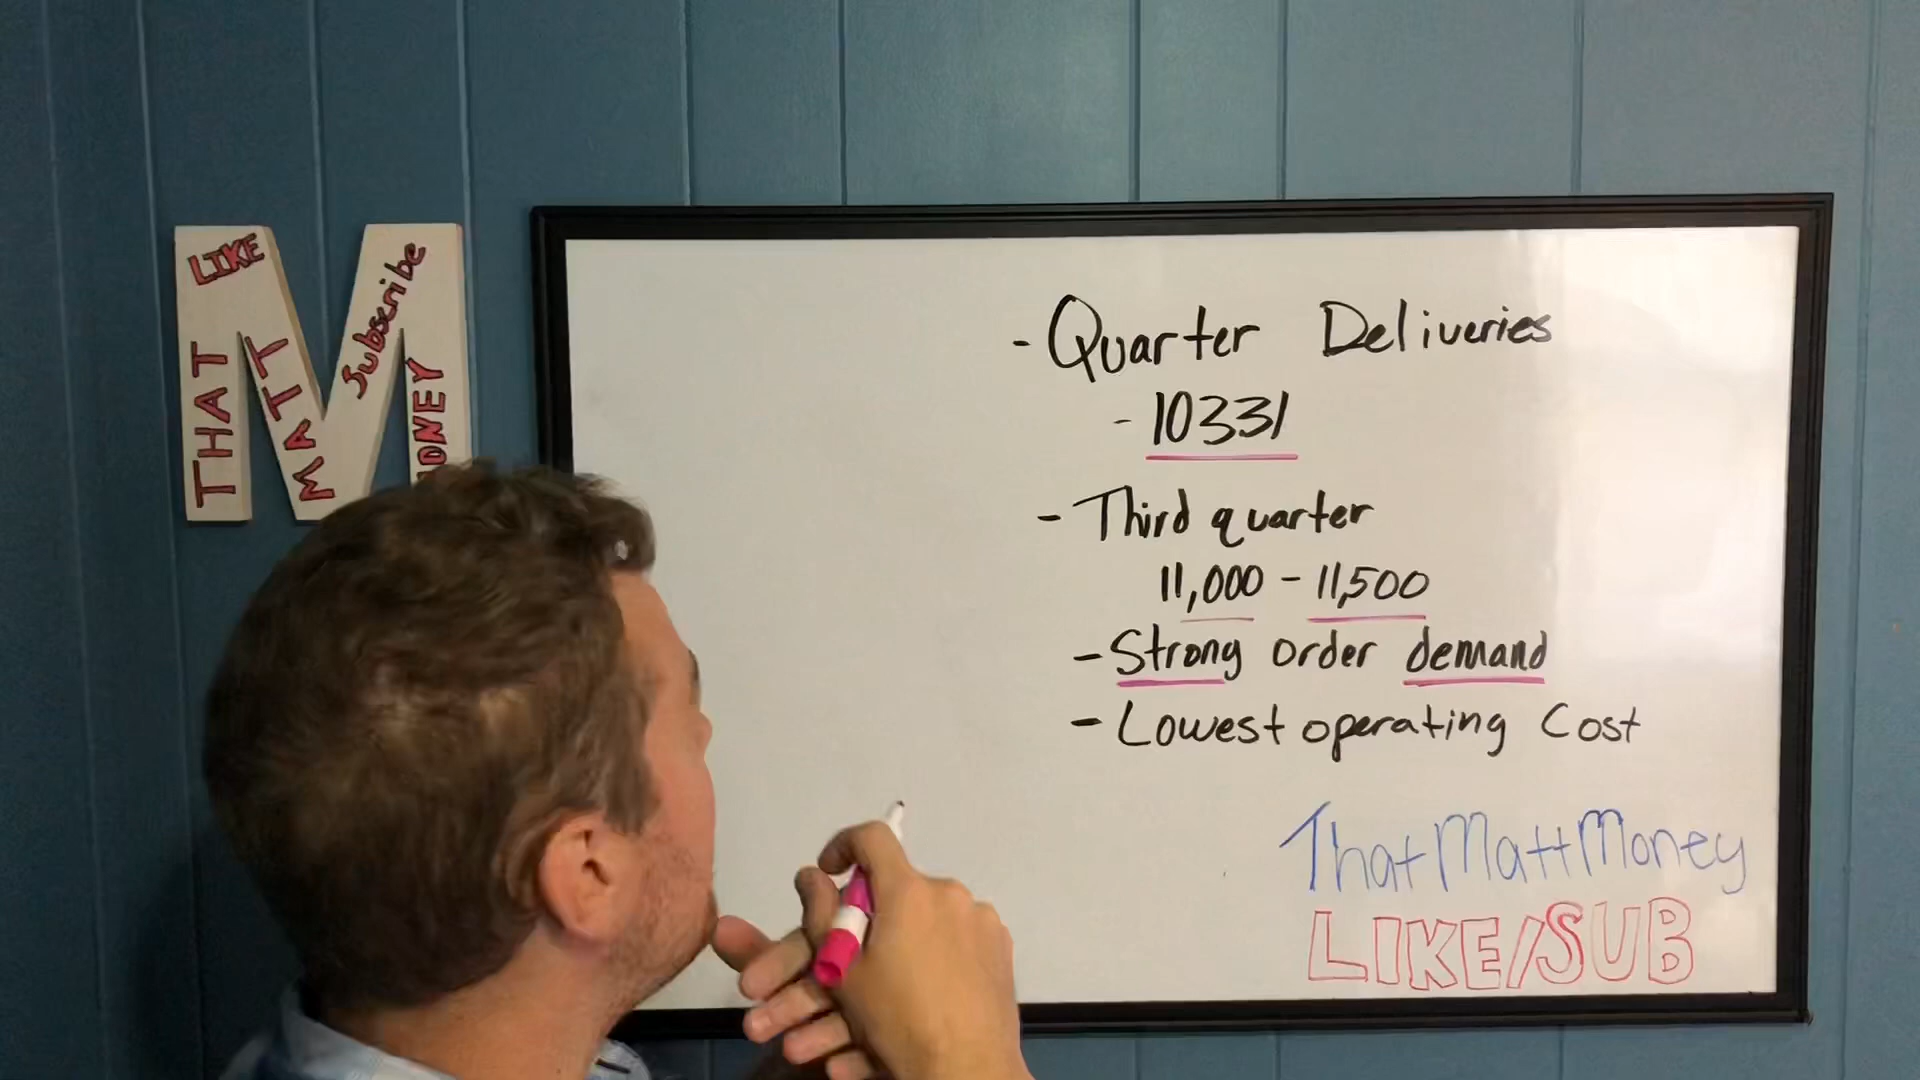 LIKE
THAT
MATT
Subscribe
MONEY
- Quarter Deliveries
- 10331
- Third quarter
11,000 - 11,500
- Strong order demand
- Lowest operating Cost
ThatMattMoney
LIKE/SUB